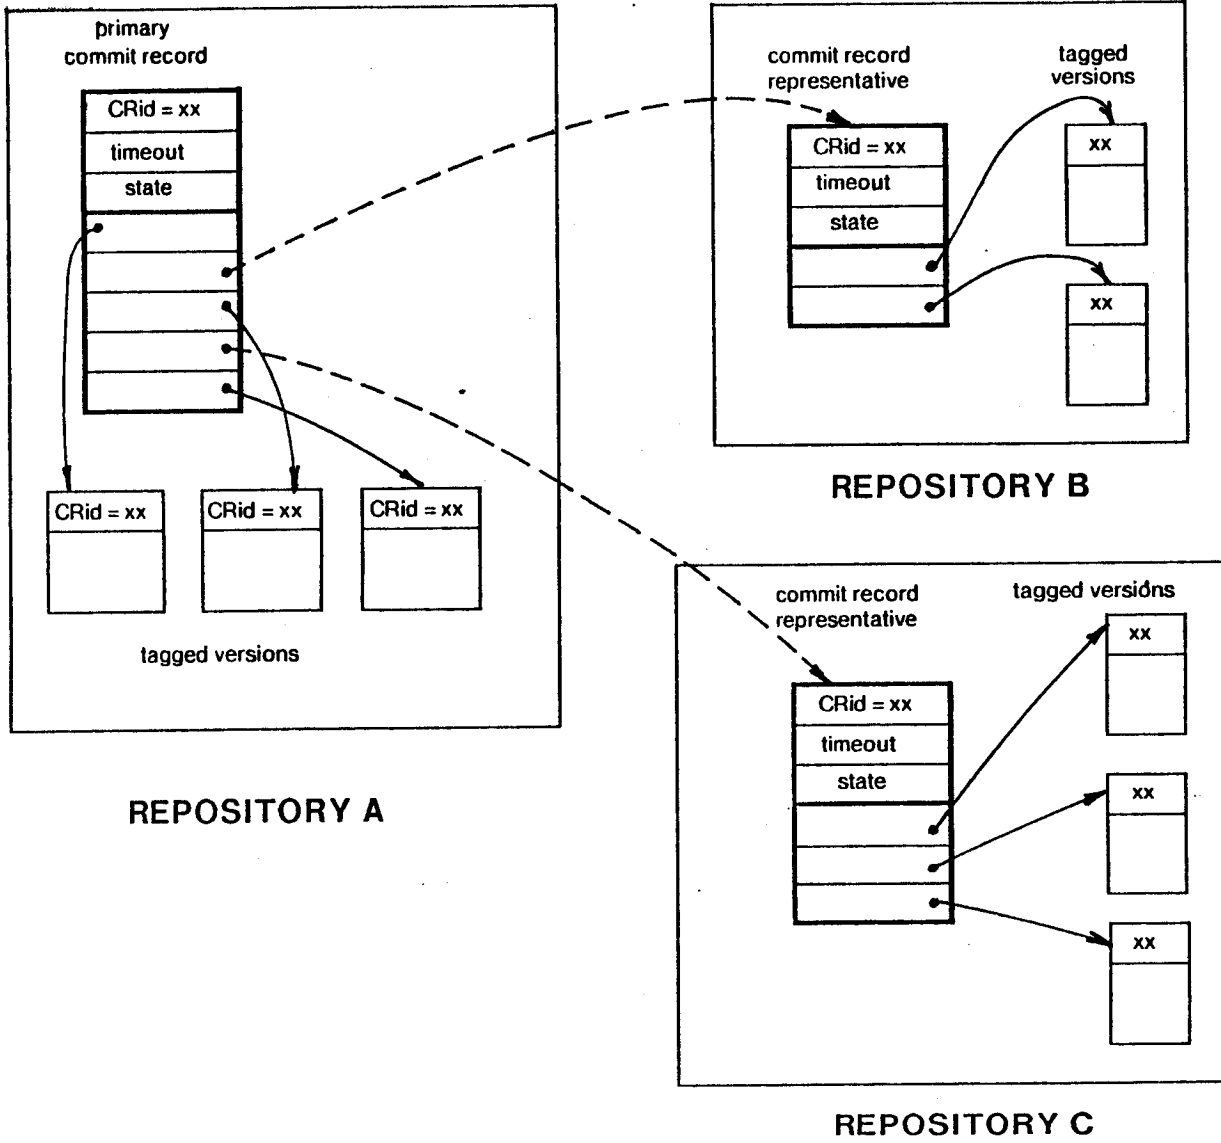 primary
commit record
CRid = xx
timeout
state
CRid = xx
CRid = xx
CRid = xx
tagged versions
REPOSITORY A
commit record
representative
tagged
versions
CRid = xx
timeout
state
xx
xx
REPOSITORY B
commit record
representative
tagged versions
CRid = xx
timeout
state
xx
xx
xx
REPOSITORY C